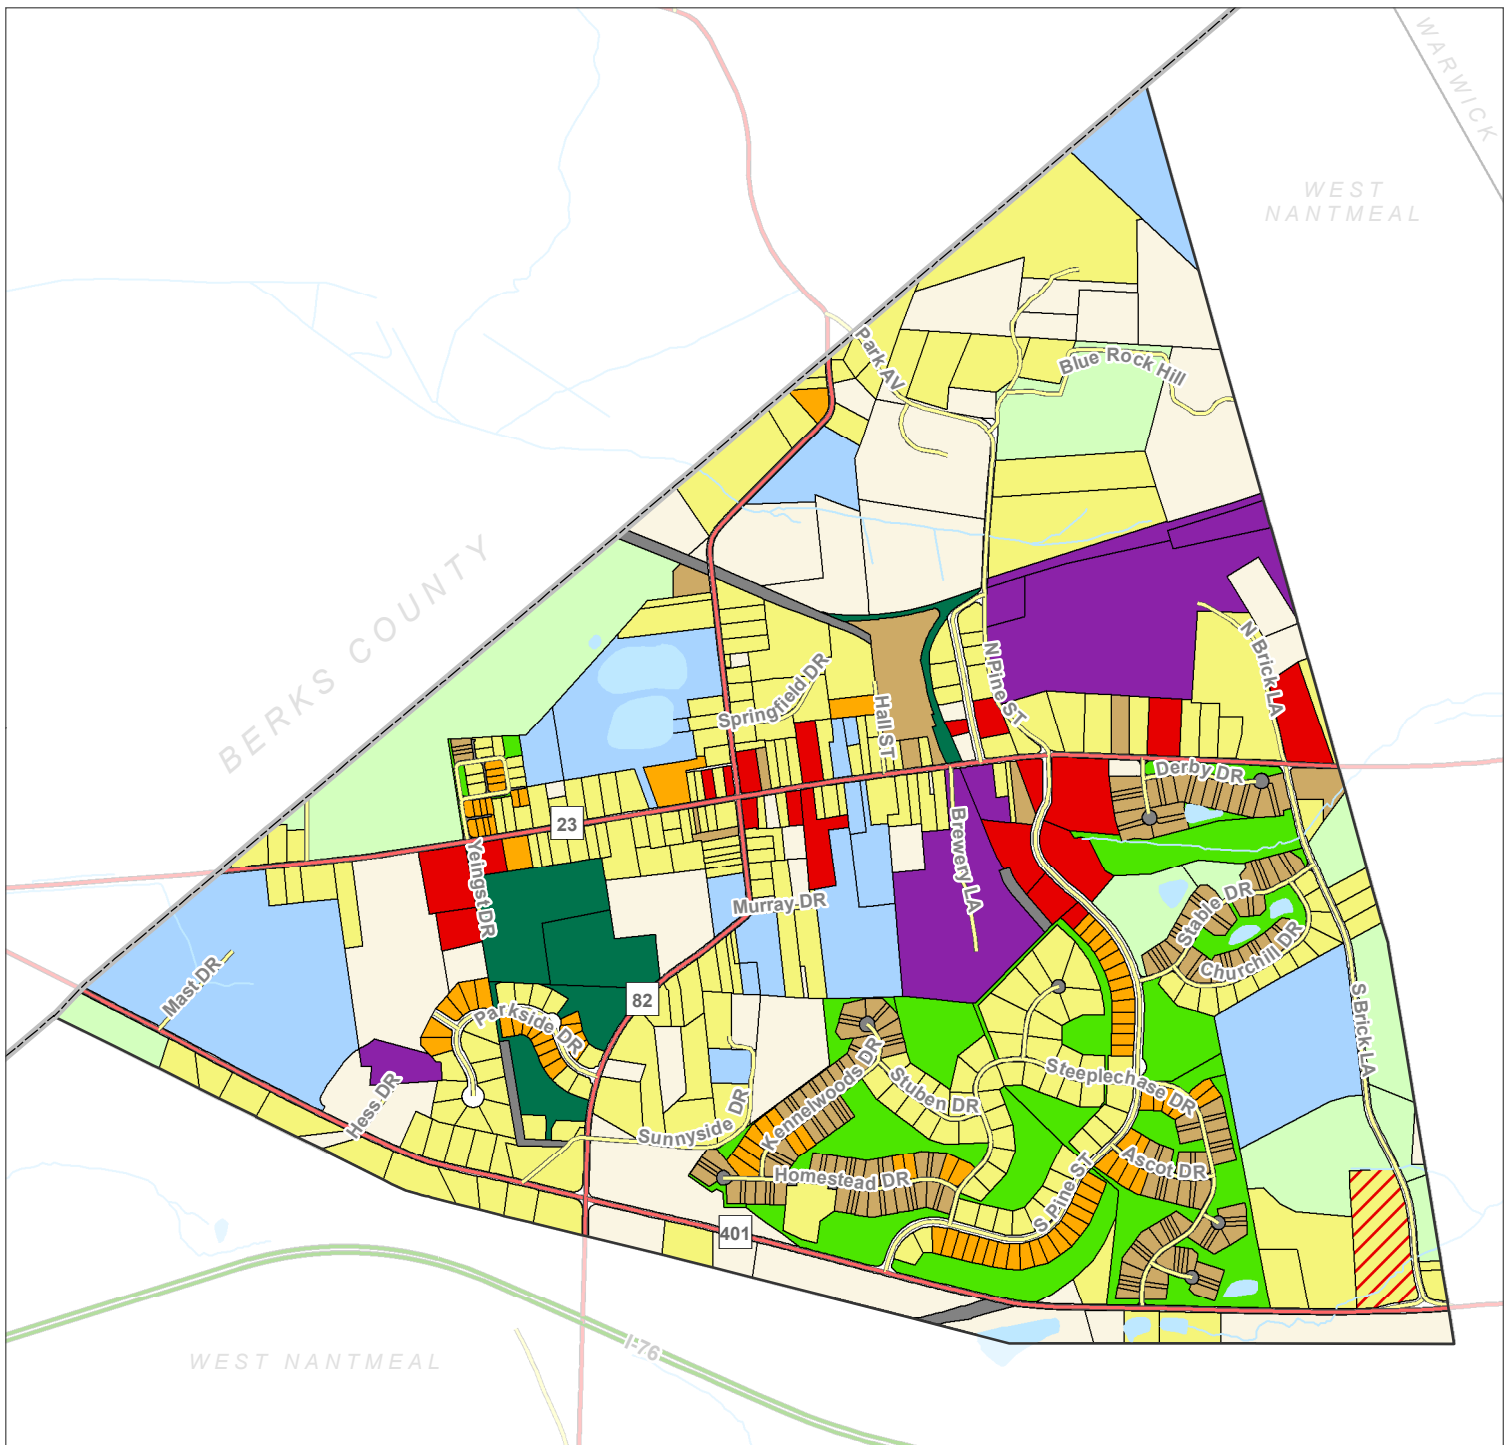 WARWICK
WEST
NANTMEAL
Park AV
Blue Rock Hill
BERKS COUNTY
N Pine ST
N Brick LA
Springfield DR
Hall ST
Derby DR
23
Yeingst DR
Brewery LA
Murray DR
Stable DR
Churchill DR
Mast DR
82
Parkside DR
S Brick LA
Hess DR
Kennelwoods DR
Stuben DR
Steeplechase DR
Sunnyside DR
Homestead DR
Ascot DR
S Pine ST
401
I-76
WEST NANTMEAL